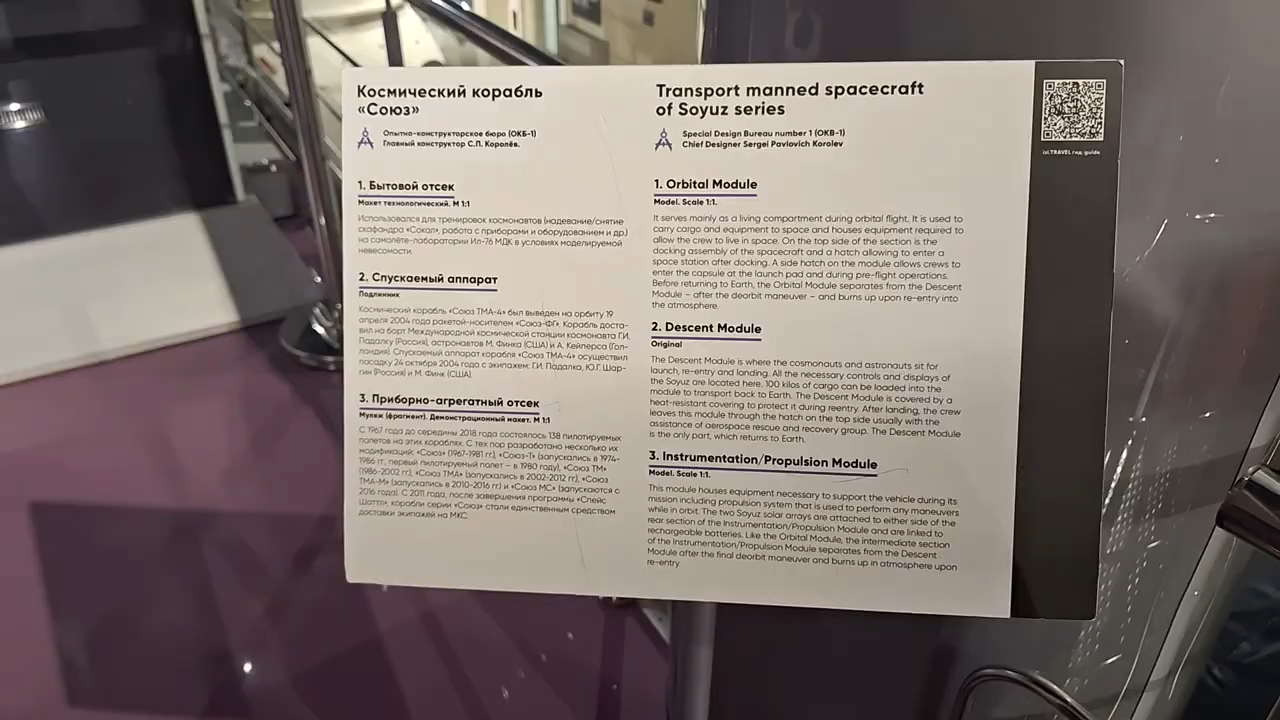 Космический корабль
«Союз»
Опытно-конструкторское бюро (ОКБ-1)
Главный конструктор С.П. Королёв.
1. Бытовой отсек
Макет технологический. М 1:1
Использовался для тренировок космонавтов (надевание/снятие
скафандра «Сокол», работа с приборами и оборудованием и др.)
на самолёте-лаборатории Ил-76 МДК в условиях моделируемой
невесомости.
2. Спускаемый аппарат
Подлинник
Космический корабль «Союз ТМА-4» был выведен на орбиту 19
апреля 2004 года ракетой-носителем «Союз-ФГ». Корабль доста-
вил на борт Международной космической станции космонавта Г.И.
Падалку (Россия), астронавтов М. Финка (США) и А. Кейперса (Гол-
ландия). Спускаемый аппарат корабля «Союз ТМА-4» осуществил
посадку 24 октября 2004 года с экипажем: Г.И. Падалка, Ю.Г. Шар-
гин (Россия) и М. Финк (США).
3. Приборно-агрегатный отсек
Муляж (фрагмент). Демонстрационный макет. М 1:1
С 1967 года до середины 2018 года состоялось 138 пилотируемых
полетов на этих кораблях. С тех пор разработано несколько их
модификаций: «Союз» (1967-1981 гг.), «Союз-Т» (запускались в 1974-
1986 гг., первый пилотируемый полет – в 1980 году), «Союз ТМ»
(1986-2002 гг.), «Союз ТМА» (запускались в 2002-2012 гг.), «Союз
ТМА-М» (запускались в 2010-2016 гг.) и «Союз МС» (запускаются с
2016 года). С 2011 года, после завершения программы «Спейс
Шаттл», корабли серии «Союз» стали единственным средством
доставки экипажей на МКС.
Transport manned spacecraft
of Soyuz series
Special Design Bureau number 1 (OKB-1)
Chief Designer Sergei Pavlovich Korolev
1. Orbital Module
Model. Scale 1:1.
It serves mainly as a living compartment during orbital flight. It is used to
carry cargo and equipment to space and houses equipment required to
allow the crew to live in space. On the top side of the section is the
docking assembly of the spacecraft and a hatch allowing to enter a
space station after docking. A side hatch on the module allows crews to
enter the capsule at the launch pad and during pre-flight operations.
Before returning to Earth, the Orbital Module separates from the Descent
Module – after the deorbit maneuver – and burns up upon re-entry into
the atmosphere.
2. Descent Module
Original
The Descent Module is where the cosmonauts and astronauts sit for
launch, re-entry and landing. All the necessary controls and displays of
the Soyuz are located here. 100 kilos of cargo can be loaded into the
module to transport back to Earth. The Descent Module is covered by a
heat-resistant covering to protect it during reentry. After landing, the crew
leaves this module through the hatch on the top side usually with the
assistance of aerospace rescue and recovery group. The Descent Module
is the only part, which returns to Earth.
3. Instrumentation/Propulsion Module
Model. Scale 1:1.
This module houses equipment necessary to support the vehicle during its
mission including propulsion system that is used to perform any maneuvers
while in orbit. The two Soyuz solar arrays are attached to either side of the
rear section of the Instrumentation/Propulsion Module and are linked to
rechargeable batteries. Like the Orbital Module, the intermediate section
of the Instrumentation/Propulsion Module separates from the Descent
Module after the final deorbit maneuver and burns up in atmosphere upon
re-entry.
izi.TRAVEL гид guide